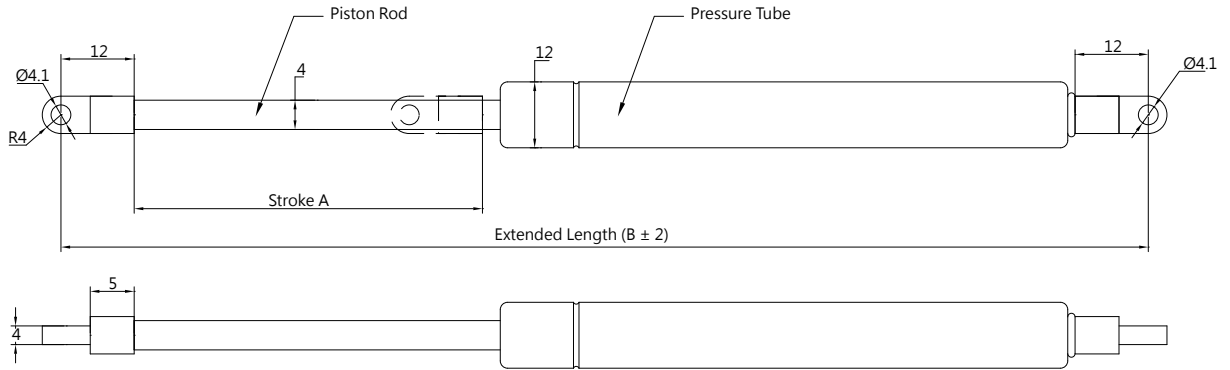 Piston Rod
Pressure Tube
12
12
12
Ø4.1
4
Ø4.1
R4
Stroke A
Extended Length (B ± 2)
5
4